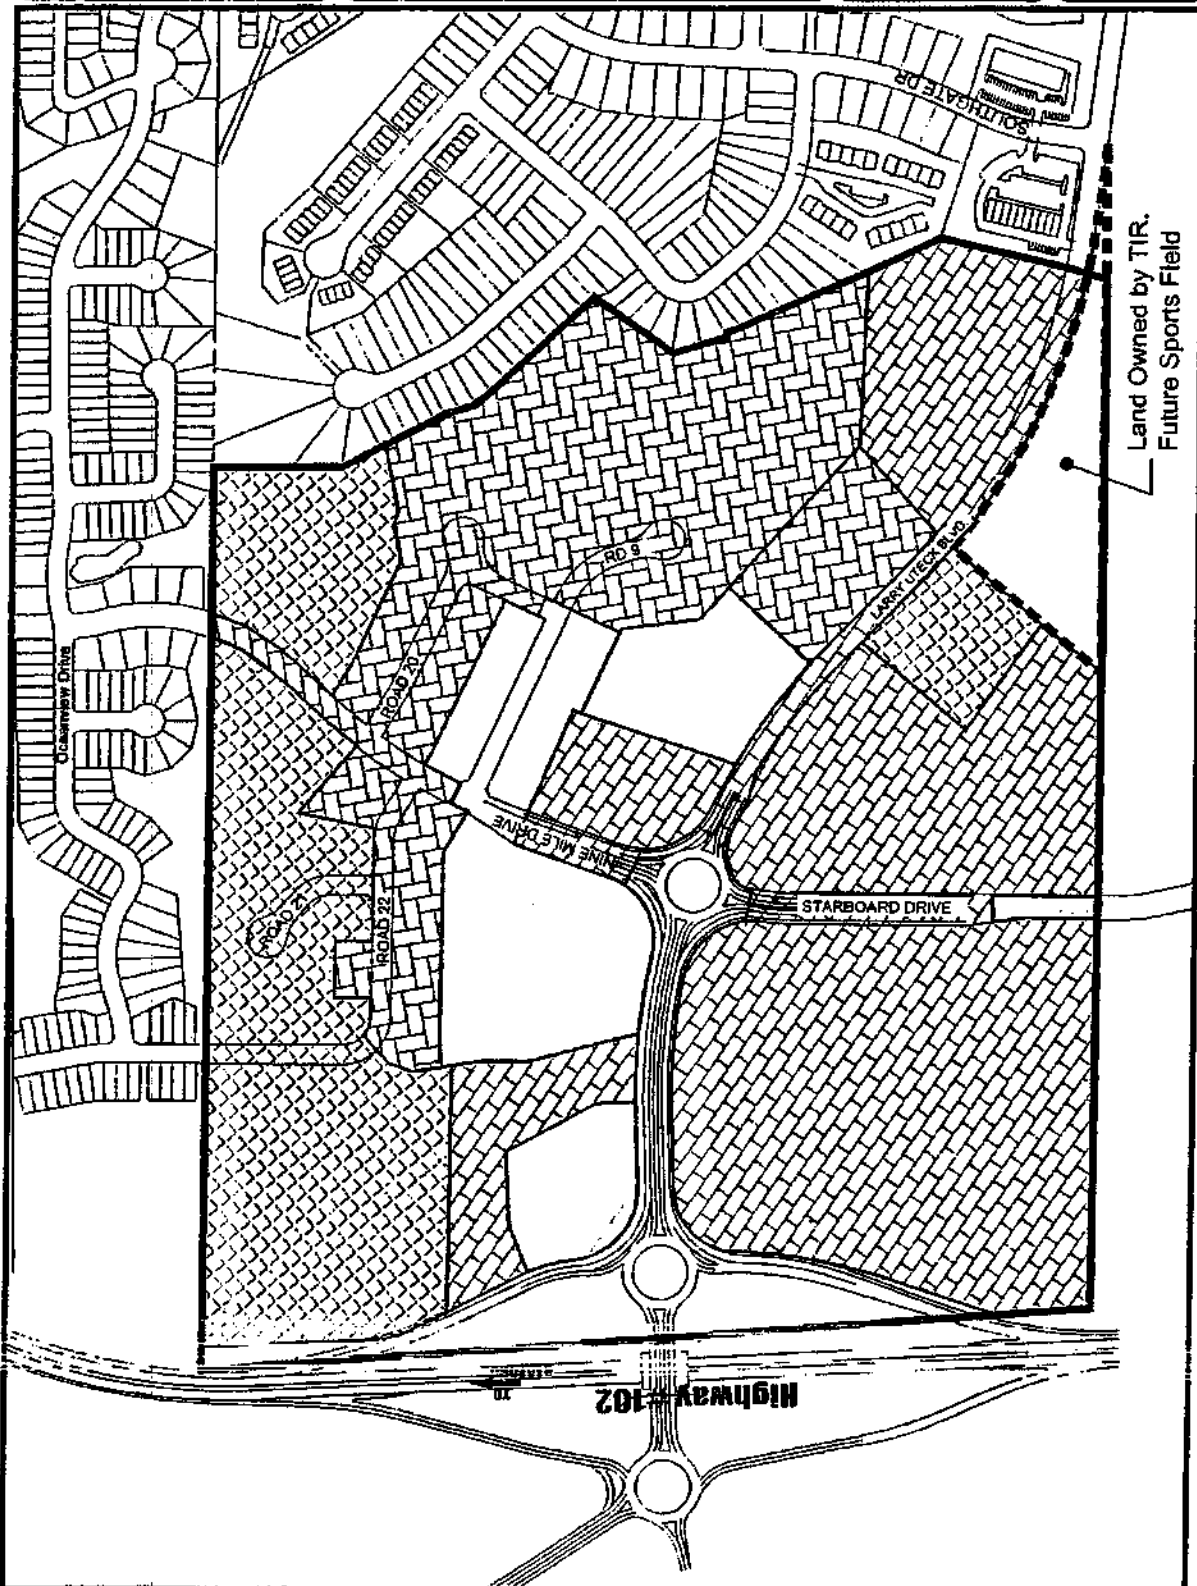 SOUTHGATE DR
Land Owned by TIR.
Future Sports Field
RD 9
LARRY UTECK BLVD
Oceanview Drive
ROAD 20
NINE MILE DRIVE
ROAD 21
ROAD 22
STARBOARD DRIVE
Highway #102
TO